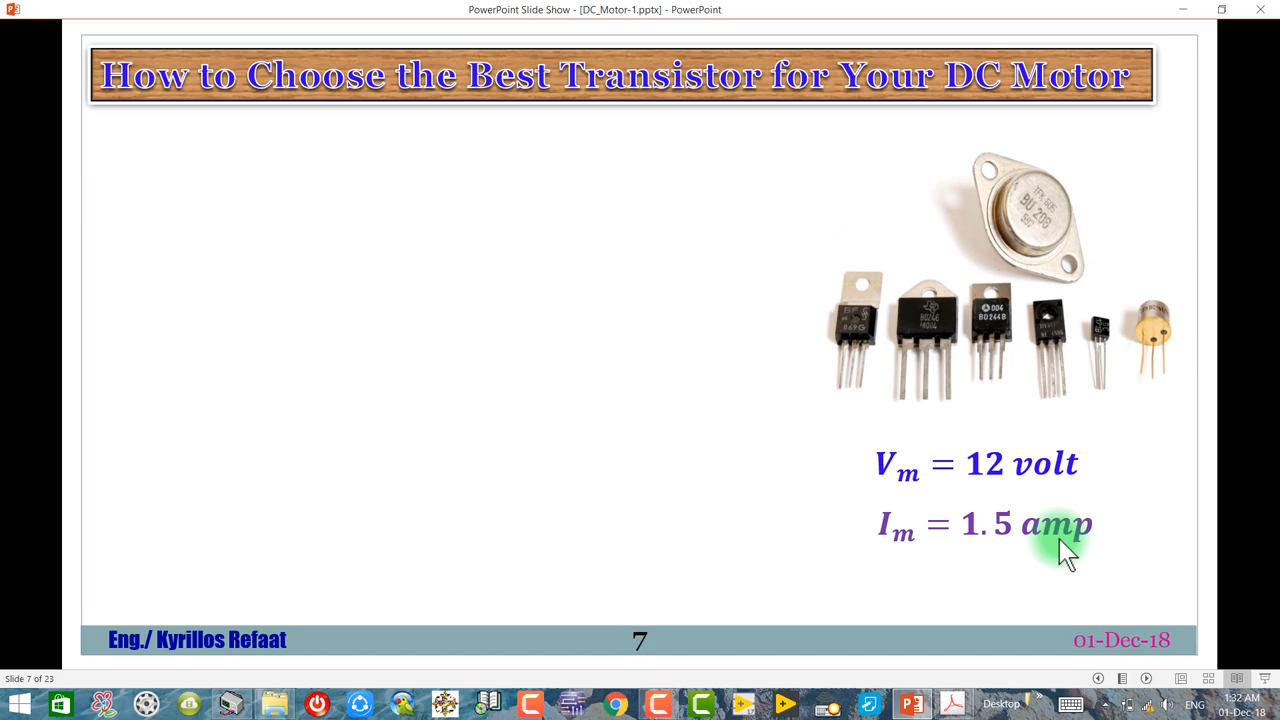 PowerPoint Slide Show - [DC_Motor-1.pptx] - PowerPoint
How to Choose the Best Transistor for Your DC Motor
BU 208
BD246
BD244B
V_m = 12 volt
I_m = 1.5 amp
Eng./ Kyrillos Refaat
7
01-Dec-18
Slide 7 of 23
Desktop
ENG
1:32 AM
01-Dec-18